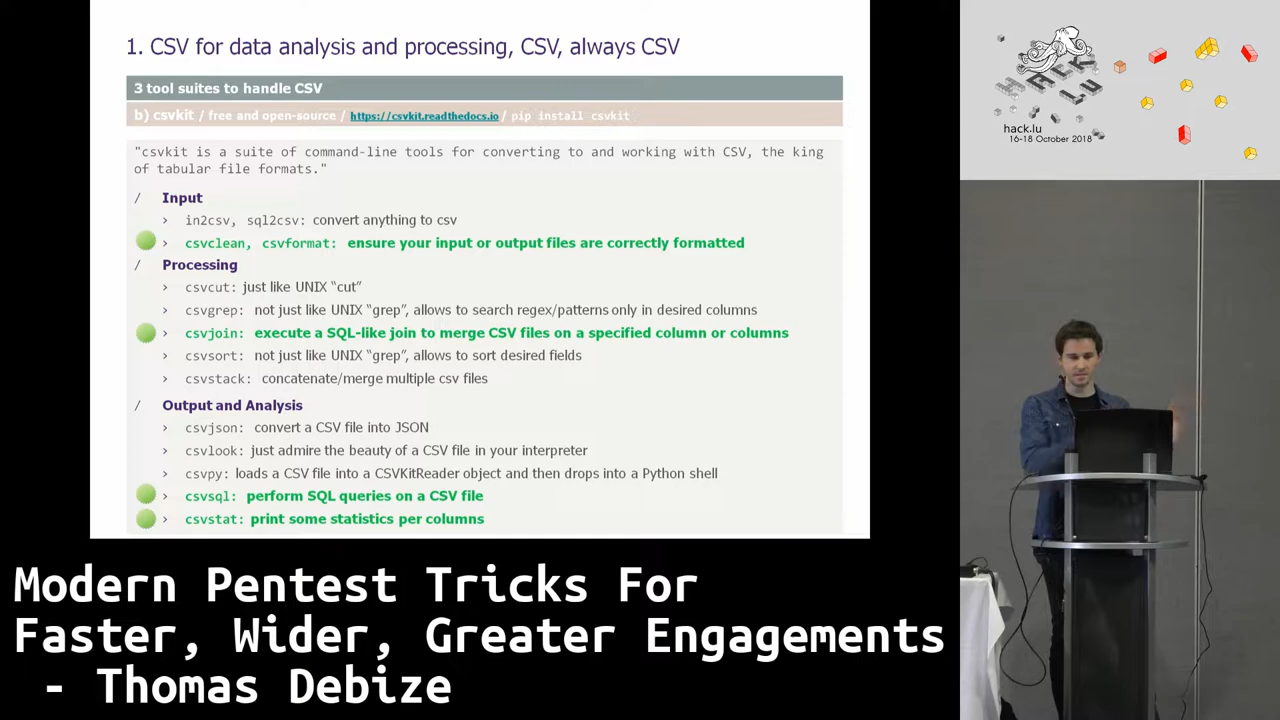 1. CSV for data analysis and processing, CSV, always CSV
3 tool suites to handle CSV
b) csvkit / free and open-source / https://csvkit.readthedocs.io / pip install csvkit
"csvkit is a suite of command-line tools for converting to and working with CSV, the king
of tabular file formats."
/ Input
› in2csv, sql2csv: convert anything to csv
› csvclean, csvformat: ensure your input or output files are correctly formatted
/ Processing
› csvcut: just like UNIX “cut”
› csvgrep: not just like UNIX “grep”, allows to search regex/patterns only in desired columns
› csvjoin: execute a SQL-like join to merge CSV files on a specified column or columns
› csvsort: not just like UNIX “grep”, allows to sort desired fields
› csvstack: concatenate/merge multiple csv files
/ Output and Analysis
› csvjson: convert a CSV file into JSON
› csvlook: just admire the beauty of a CSV file in your interpreter
› csvpy: loads a CSV file into a CSVKitReader object and then drops into a Python shell
› csvsql: perform SQL queries on a CSV file
› csvstat: print some statistics per columns
HACK
LU
hack.lu
16-18 October 2018
Modern Pentest Tricks For
Faster, Wider, Greater Engagements
- Thomas Debize